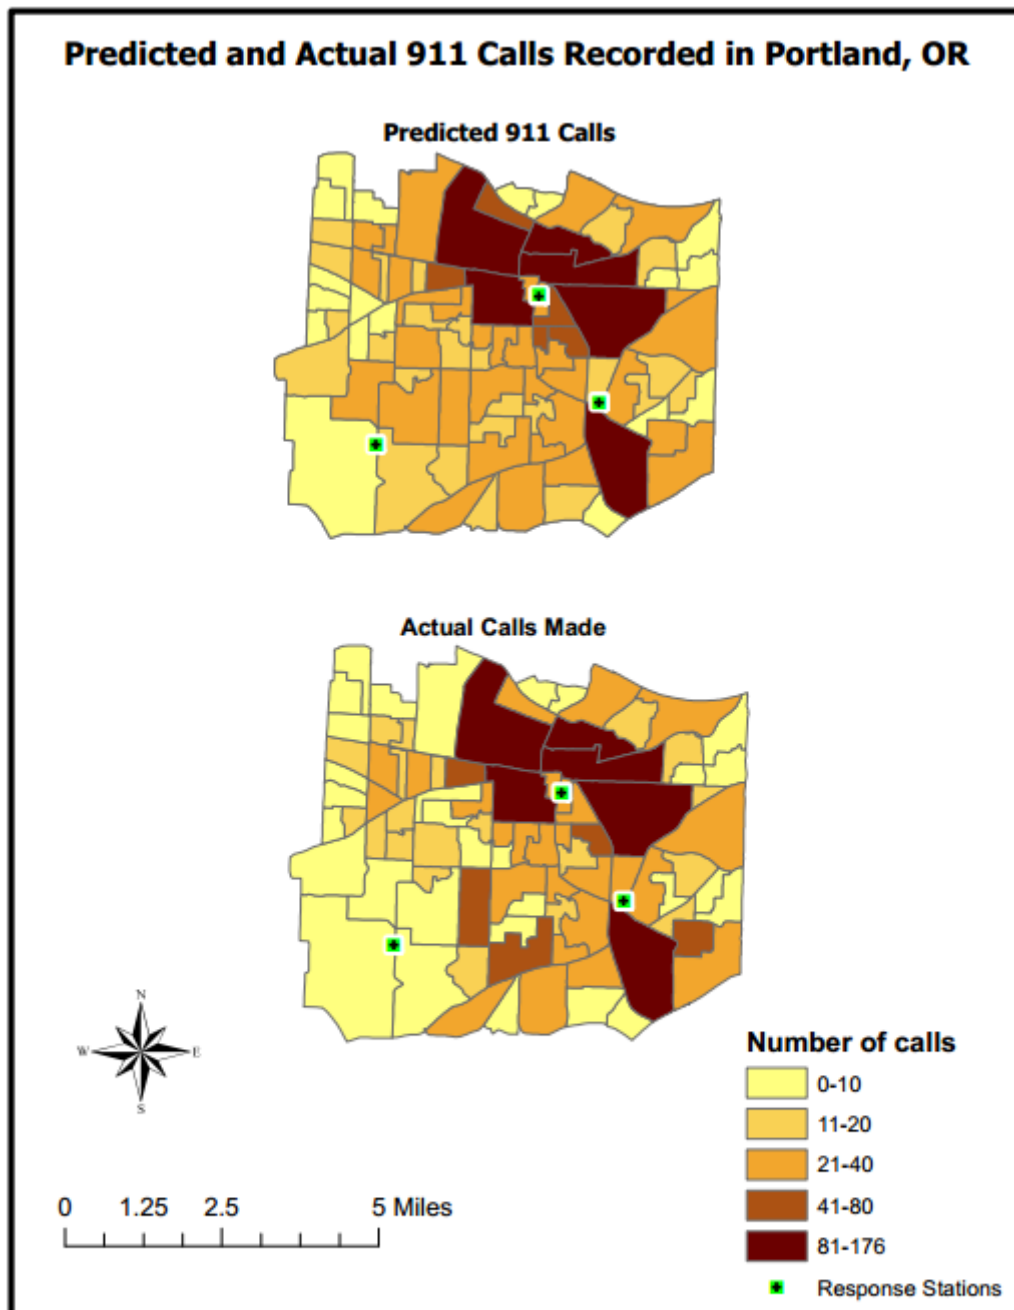 Predicted and Actual 911 Calls Recorded in Portland, OR
Predicted 911 Calls
Actual Calls Made
N
W E
S
Number of calls
0-10
11-20
21-40
41-80
81-176
Response Stations
0 1.25 2.5 5 Miles